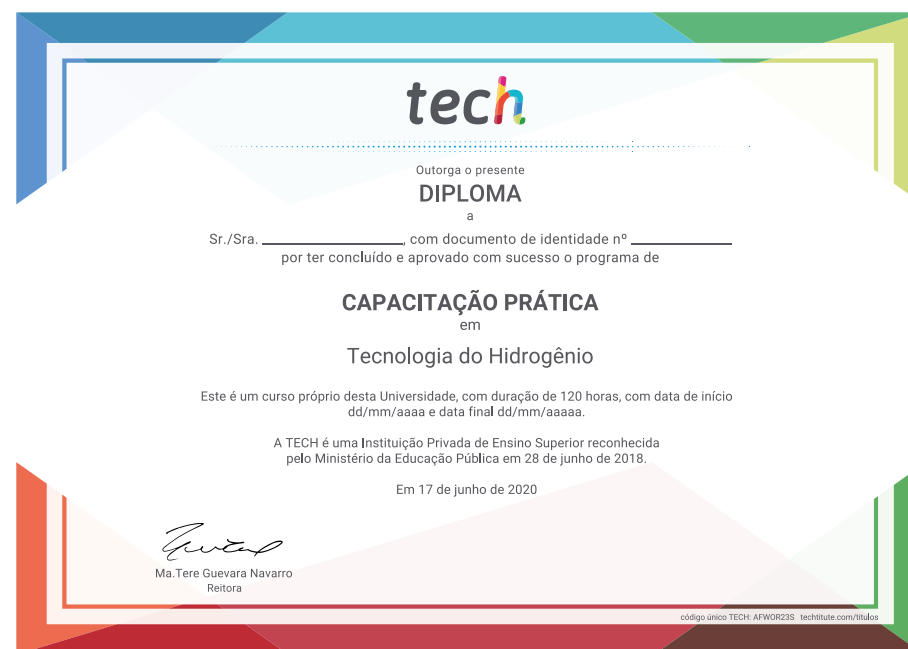 tech
Outorga o presente
DIPLOMA
a
Sr./Sra. ________________, com documento de identidade nº ____________
por ter concluído e aprovado com sucesso o programa de
CAPACITAÇÃO PRÁTICA
em
Tecnologia do Hidrogênio
Este é um curso próprio desta Universidade, com duração de 120 horas, com data de início
dd/mm/aaaa e data final dd/mm/aaaaa.
A TECH é uma Instituição Privada de Ensino Superior reconhecida
pelo Ministério da Educação Pública em 28 de junho de 2018.
Em 17 de junho de 2020
Ma.Tere Guevara Navarro
Reitora
código único TECH: AFWOR23S techtitute.com/titulos